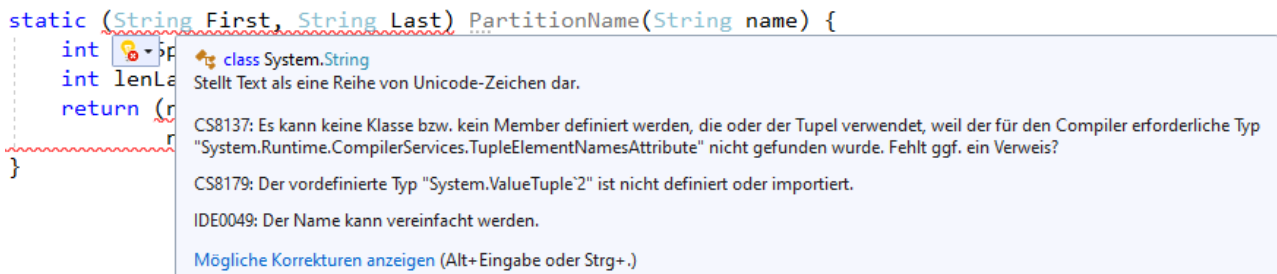 static (String First, String Last) PartitionName(String name) {
int
int lenLa
return (
class System.String
Stellt Text als eine Reihe von Unicode-Zeichen dar.
CS8137: Es kann keine Klasse bzw. kein Member definiert werden, die oder der Tupel verwendet, weil der für den Compiler erforderliche Typ
"System.Runtime.CompilerServices.TupleElementNamesAttribute" nicht gefunden wurde. Fehlt ggf. ein Verweis?
CS8179: Der vordefinierte Typ "System.ValueTuple`2" ist nicht definiert oder importiert.
IDE0049: Der Name kann vereinfacht werden.
Mögliche Korrekturen anzeigen (Alt+Eingabe oder Strg+.)
}